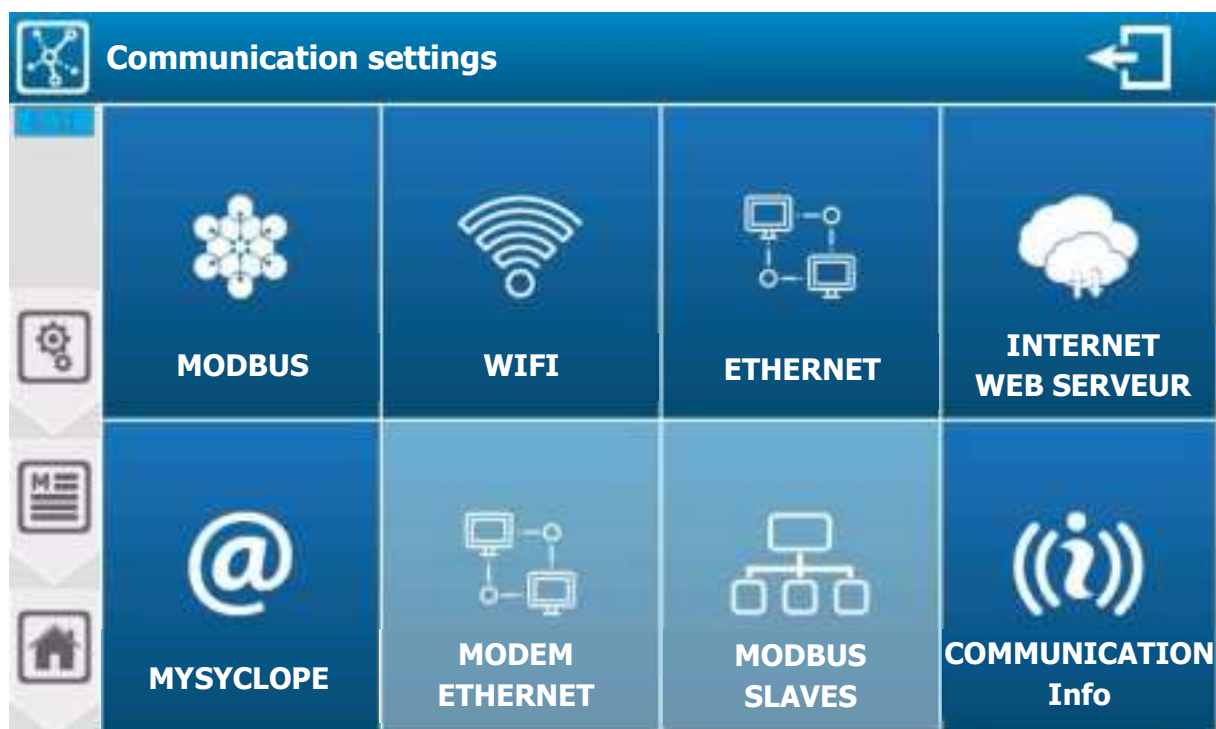 Communication settings
MODBUS
WIFI
ETHERNET
INTERNET
WEB SERVEUR
M
@
MYSYCLOPE
MODEM
ETHERNET
MODBUS
SLAVES
COMMUNICATION
Info